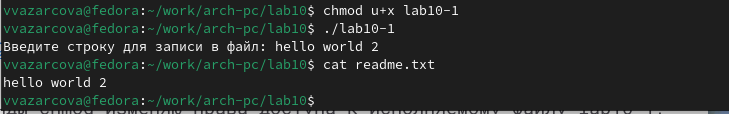 vvazarcova@fedora:~/work/arch-pc/lab10$ chmod u+x lab10-1
vvazarcova@fedora:~/work/arch-pc/lab10$ ./lab10-1
Введите строку для записи в файл: hello world 2
vvazarcova@fedora:~/work/arch-pc/lab10$ cat readme.txt
hello world 2
vvazarcova@fedora:~/work/arch-pc/lab10$